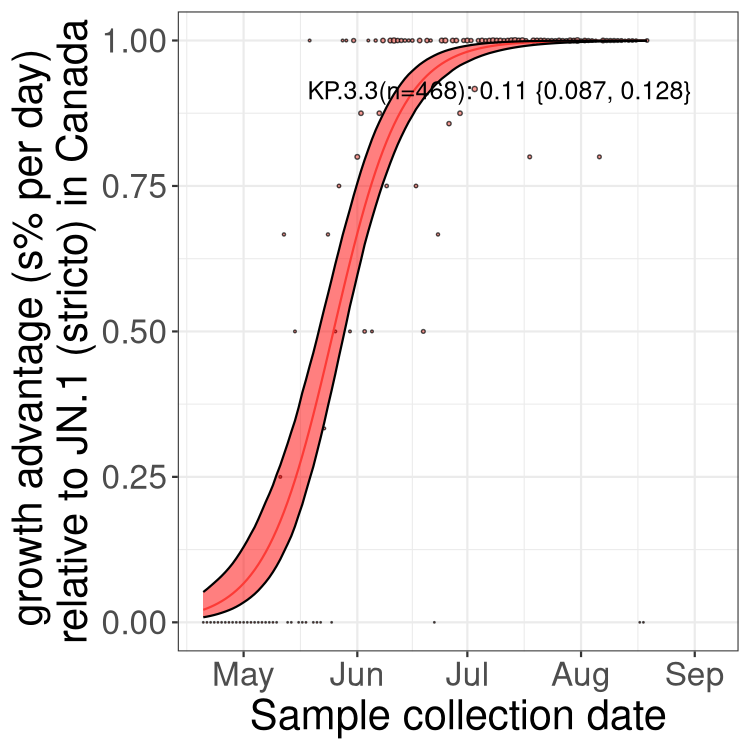 growth advantage (s% per day)
relative to JN.1 (stricto) in Canada
1.00
0.75
0.50
0.25
0.00
KP.3.3(n=468): 0.11 {0.087, 0.128}
May Jun Jul Aug Sep
Sample collection date